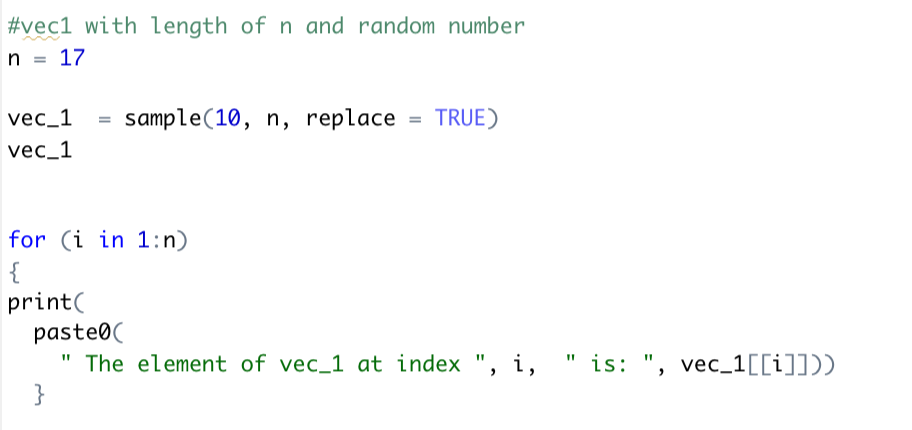 #vec1 with length of n and random number
n = 17
vec_1  = sample(10, n, replace = TRUE)
vec_1
for (i in 1:n)
{
print(
  paste0(
    " The element of vec_1 at index ", i,  " is: ", vec_1[[i]]))
  }